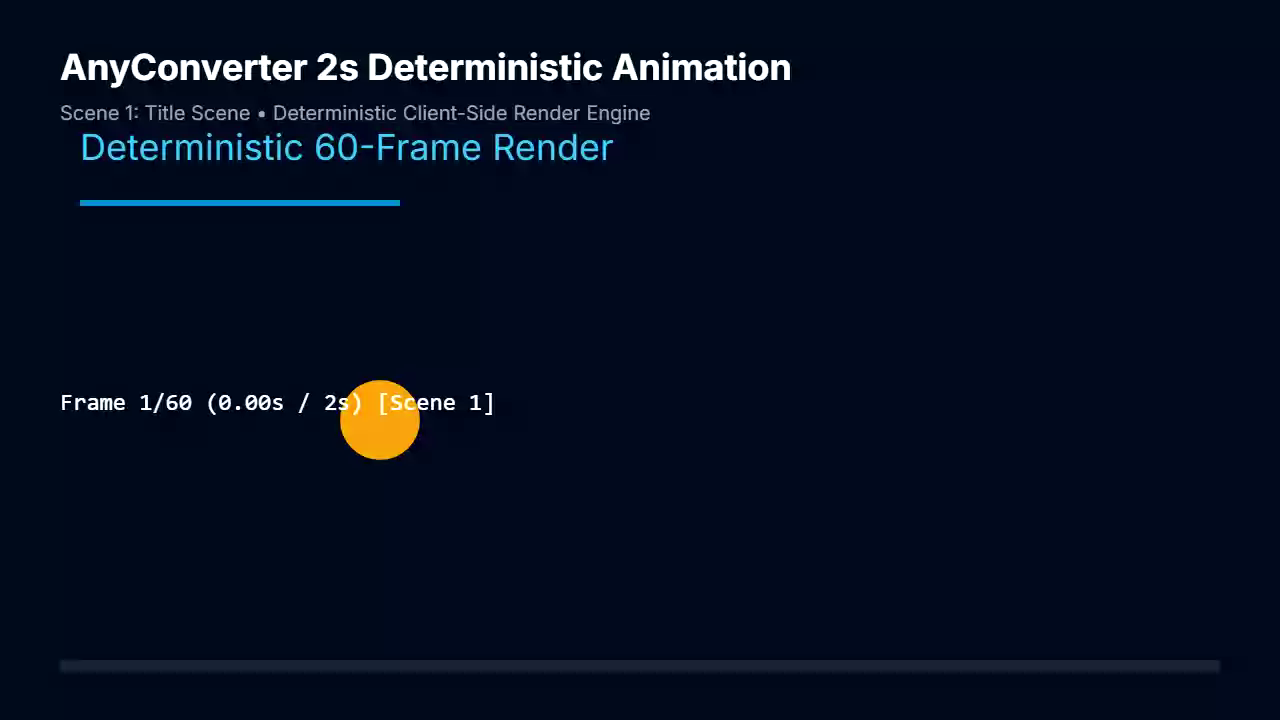 AnyConverter 2s Deterministic Animation
Scene 1: Title Scene • Deterministic Client-Side Render Engine
Deterministic 60-Frame Render
Frame 1/60 (0.00s / 2s) [Scene 1]